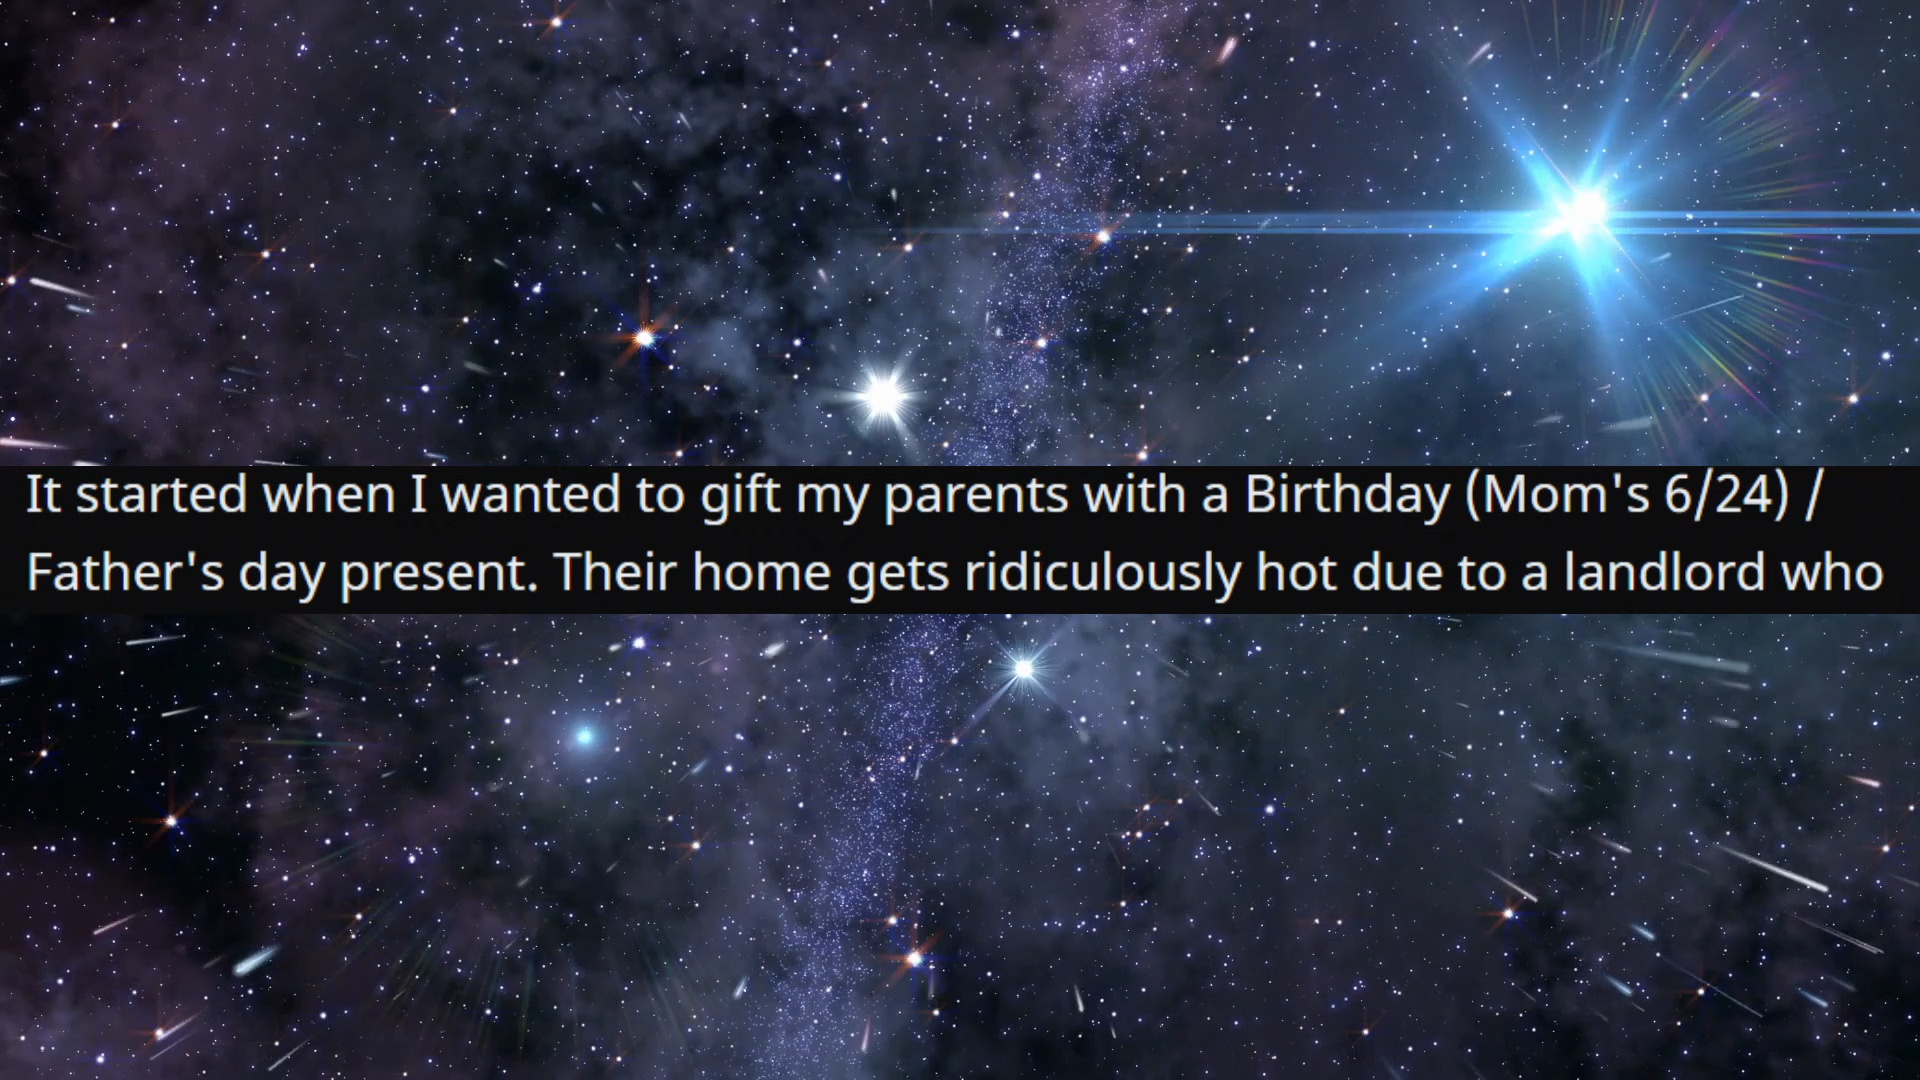 It started when I wanted to gift my parents with a Birthday (Mom's 6/24) /
Father's day present. Their home gets ridiculously hot due to a landlord who